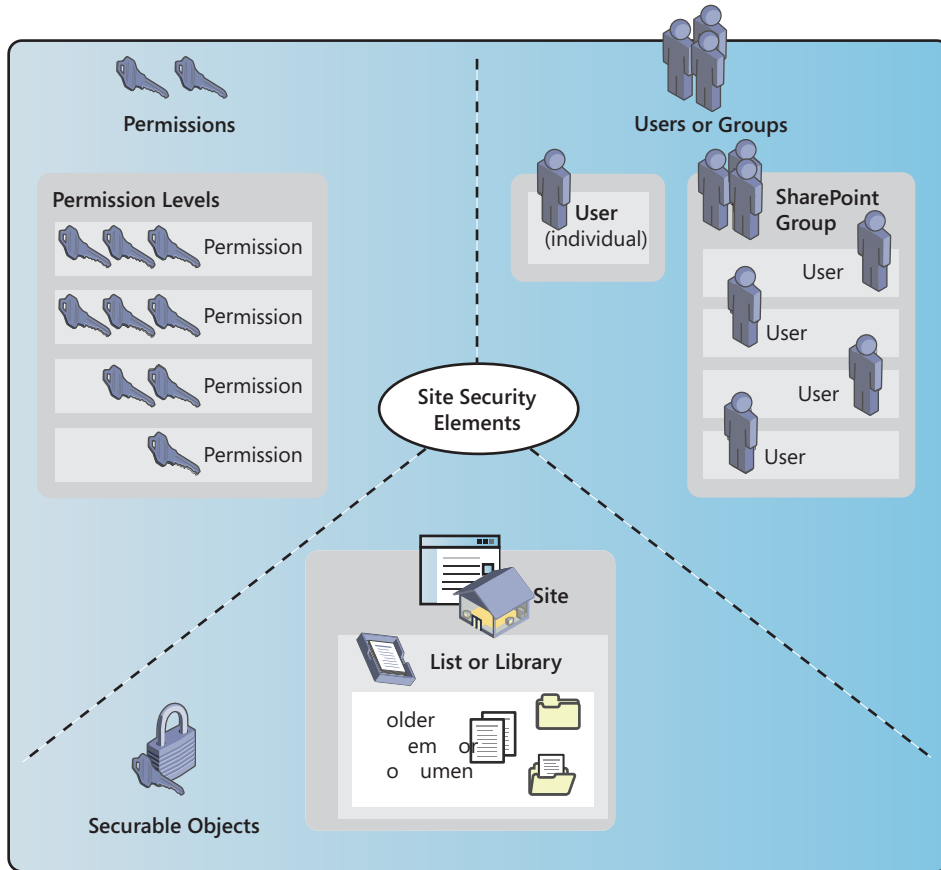 Permissions
Users or Groups
Permission Levels
Permission
Permission
Permission
Permission
User
(individual)
SharePoint
Group
User
User
User
User
Site Security
Elements
Site
List or Library
older
em or
o umen
Securable Objects